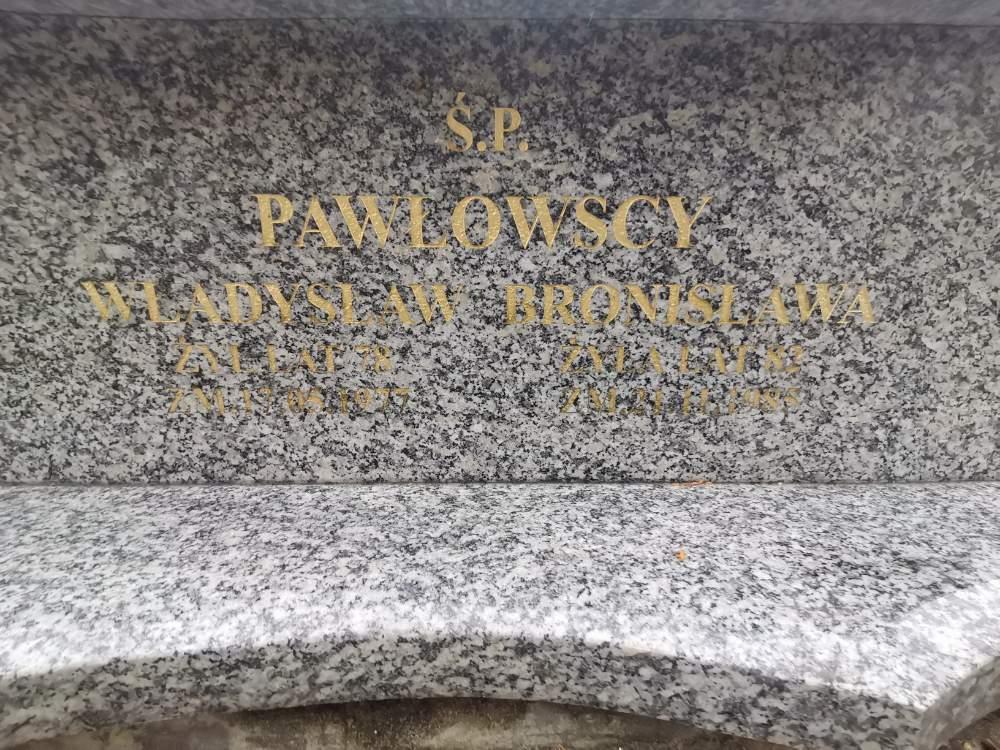 Ś.P.
PAWŁOWSCY
WŁADYSŁAW BRONISŁAWA
ŻYŁ LAT 78 ŻYŁA LAT 82
ZM.17.05.1977 ZM.21.11.1985